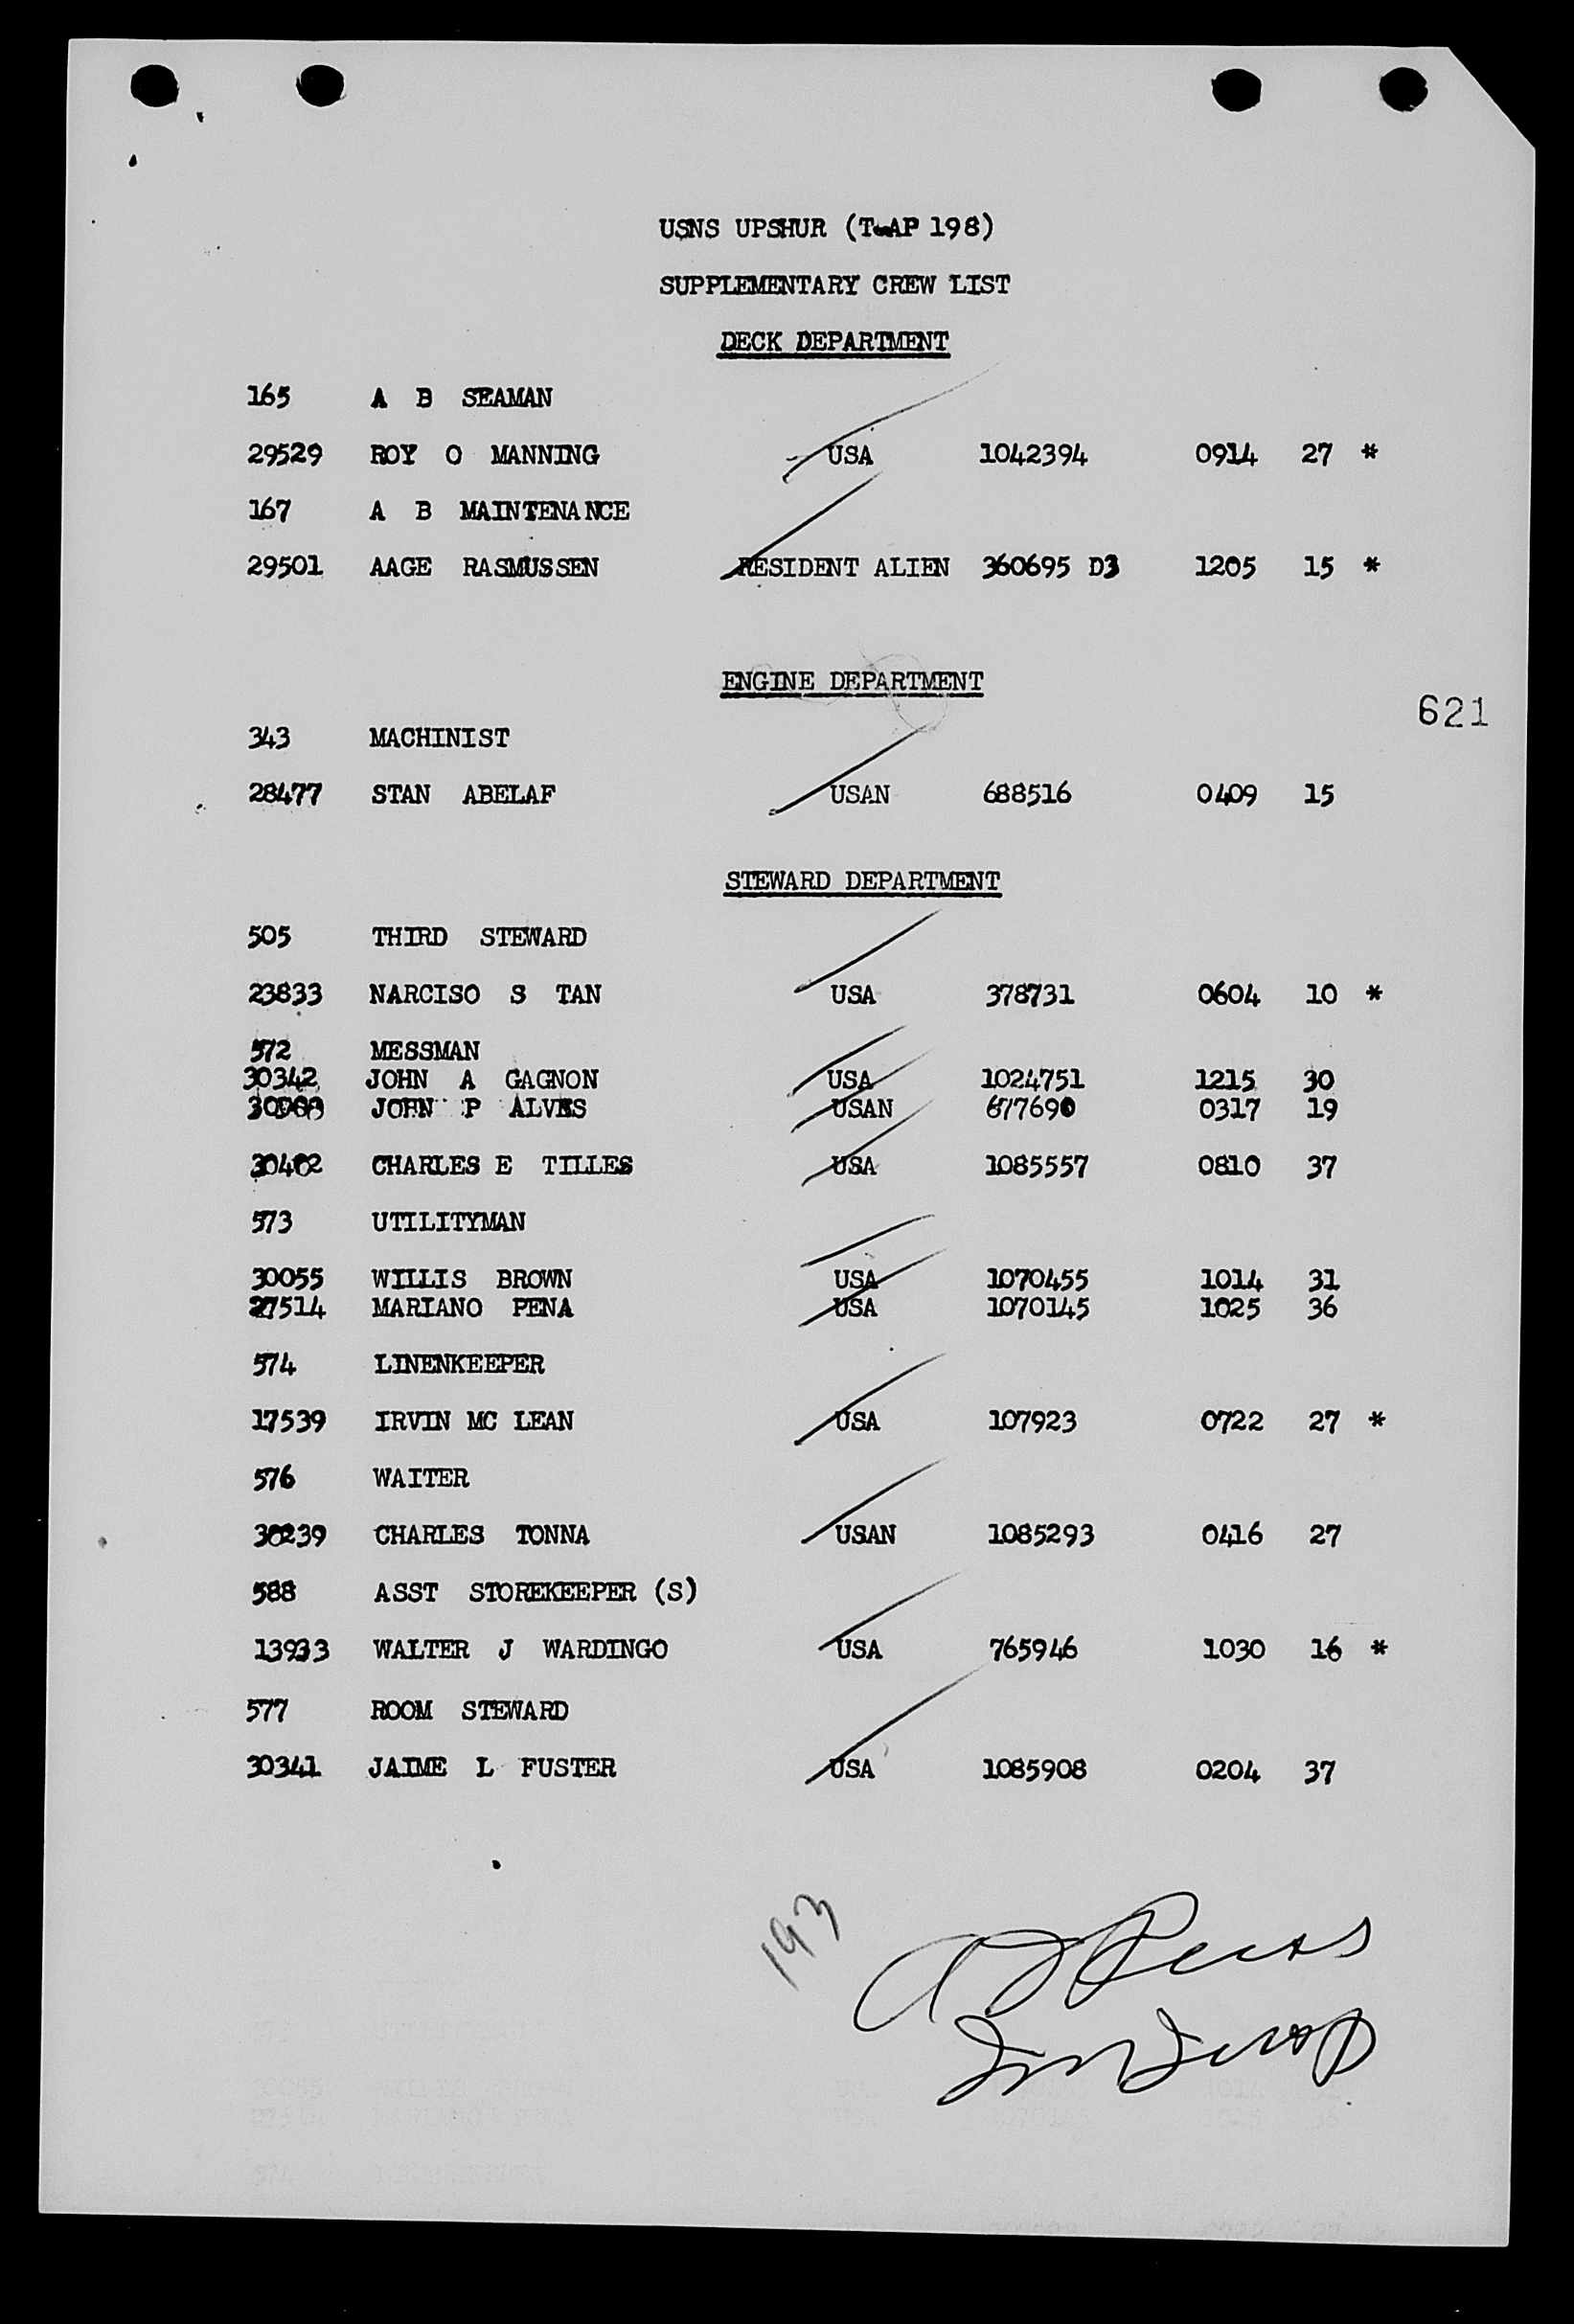 USNS UPSHUR (T-AP 198)
SUPPLEMENTARY CREW LIST
DECK DEPARTMENT
165 A B SEAMAN
29529 ROY O MANNING USA 1042394 0914 27 *
167 A B MAINTENANCE
29501 AAGE RASMUSSEN RESIDENT ALIEN 360695 D3 1205 15 *
ENGINE DEPARTMENT
621
343 MACHINIST
28477 STAN ABELAF USAN 688516 0409 15
STEWARD DEPARTMENT
505 THIRD STEWARD
23833 NARCISO S TAN USA 378731 0604 10 *
572 MESSMAN
30342 JOHN A GAGNON USA 1024751 1215 30
JOHN P ALVES USAN 677690 0317 19
30402 CHARLES E TILLES USA 1085557 0810 37
573 UTILITYMAN
30055 WILLIS BROWN USA 1070455 1014 31
27514 MARIANO PENA USA 1070145 1025 36
574 LINENKEEPER
17539 IRVIN MC LEAN USA 107923 0722 27 *
576 WAITER
30239 CHARLES TONNA USAN 1085293 0416 27
588 ASST STOREKEEPER (S)
13933 WALTER J WARDINGO USA 765946 1030 16 *
577 ROOM STEWARD
30341 JAIME L FUSTER USA 1085908 0204 37
193